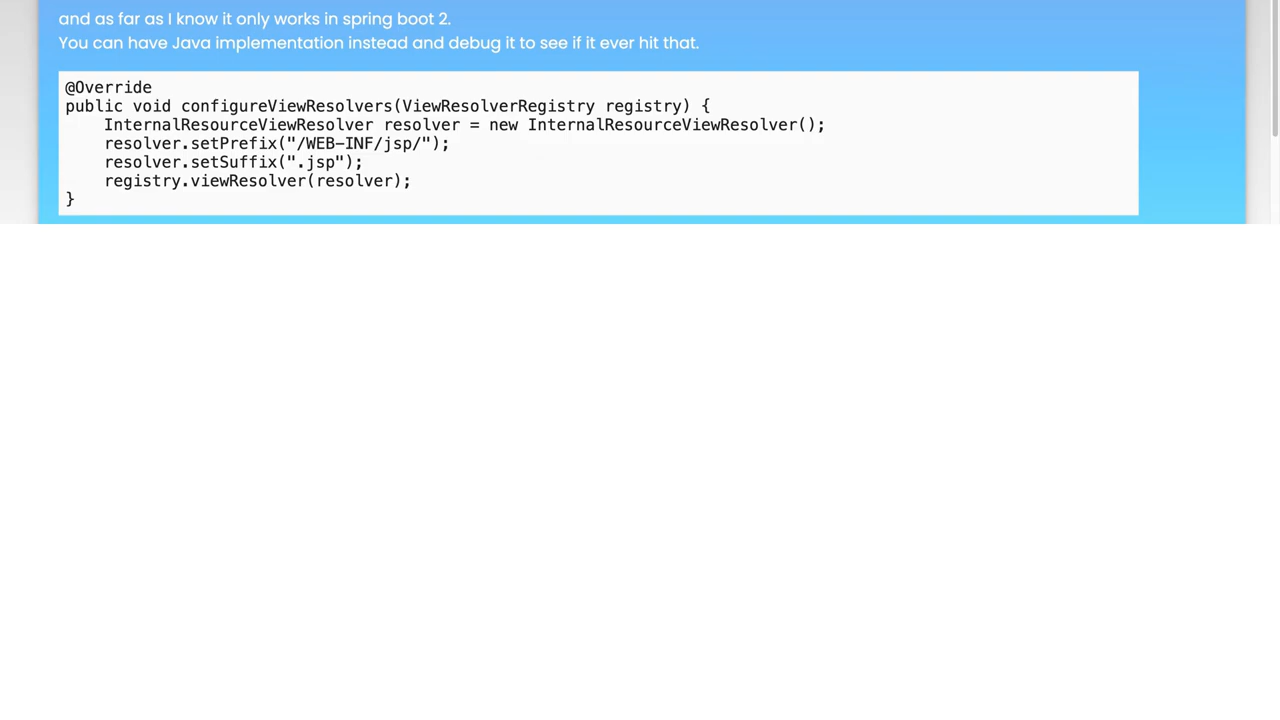 and as far as I know it only works in spring boot 2.
You can have Java implementation instead and debug it to see if it ever hit that.
@Override
public void configureViewResolvers(ViewResolverRegistry registry) {
    InternalResourceViewResolver resolver = new InternalResourceViewResolver();
    resolver.setPrefix("/WEB-INF/jsp/");
    resolver.setSuffix(".jsp");
    registry.viewResolver(resolver);
}